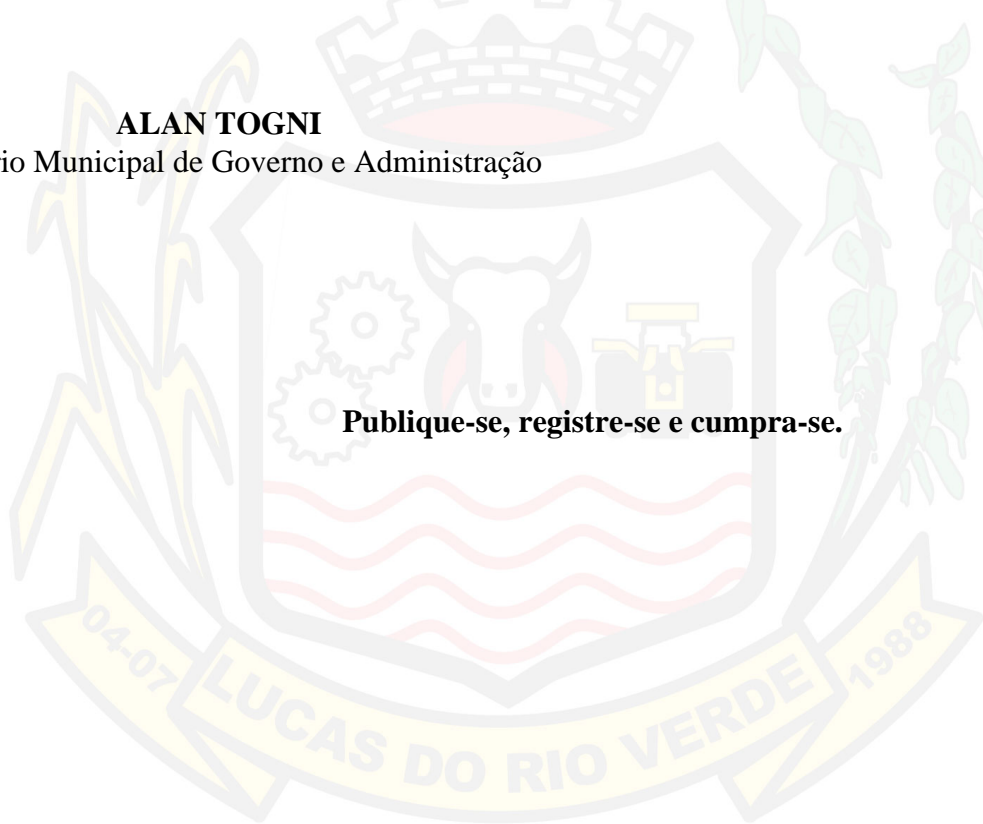 ALAN TOGNI
rio Municipal de Governo e Administração
Publique-se, registre-se e cumpra-se.
04-07 LUCAS DO RIO VERDE 1988